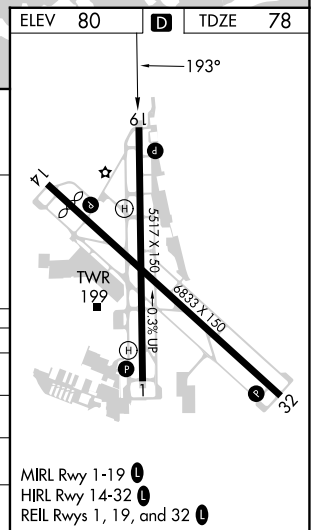 ELEV 80 D TDZE 78
193°
19
P
14
P
H
5517 X 150
TWR
199
0.3% UP
6833 X 150
H
P
1
P
32
MIRL Rwy 1-19 L
HIRL Rwy 14-32 L
REIL Rwys 1, 19, and 32 L